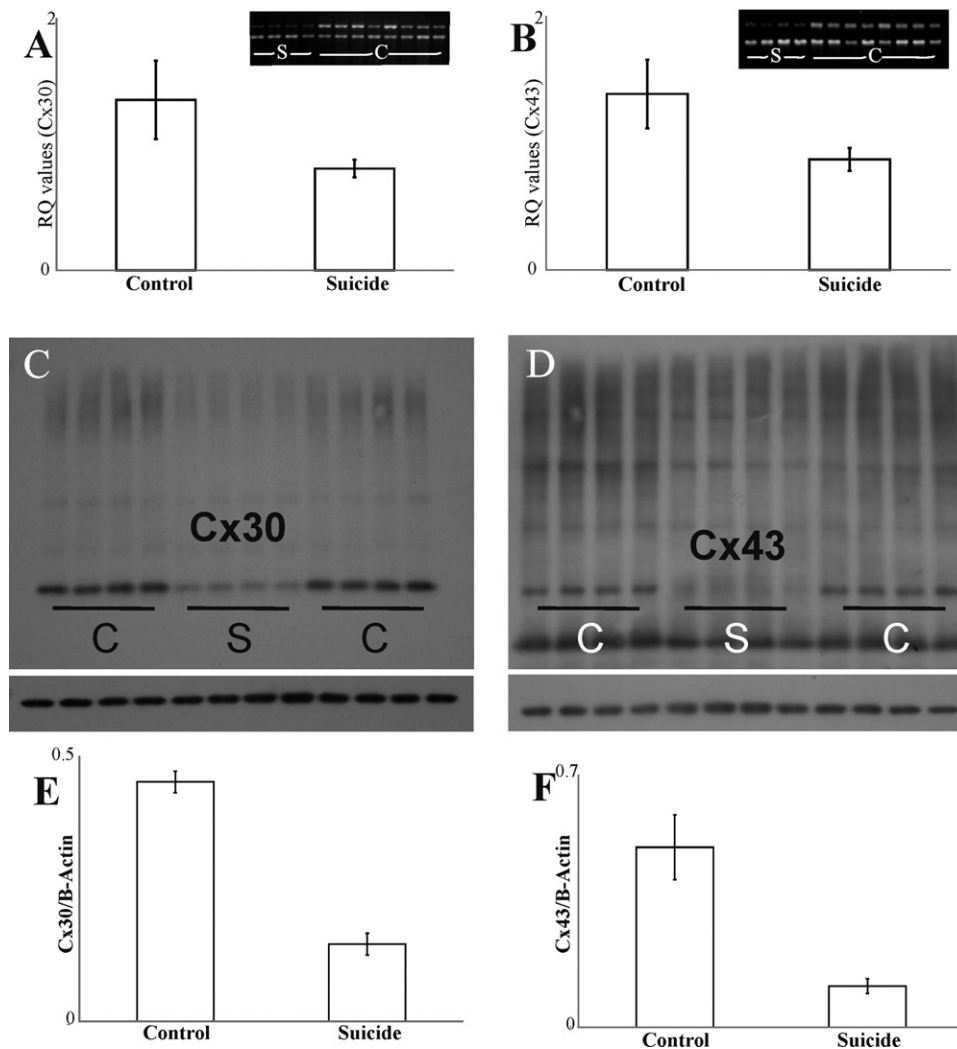 A
2
RQ values (Cx30)
0
S
C
Control
Suicide
B
2
RQ values (Cx43)
0
S
C
Control
Suicide
C
Cx30
C
S
C
D
Cx43
C
S
C
E
0.5
Cx30/B-Actin
0
Control
Suicide
F
0.7
Cx43/B-Actin
0
Control
Suicide